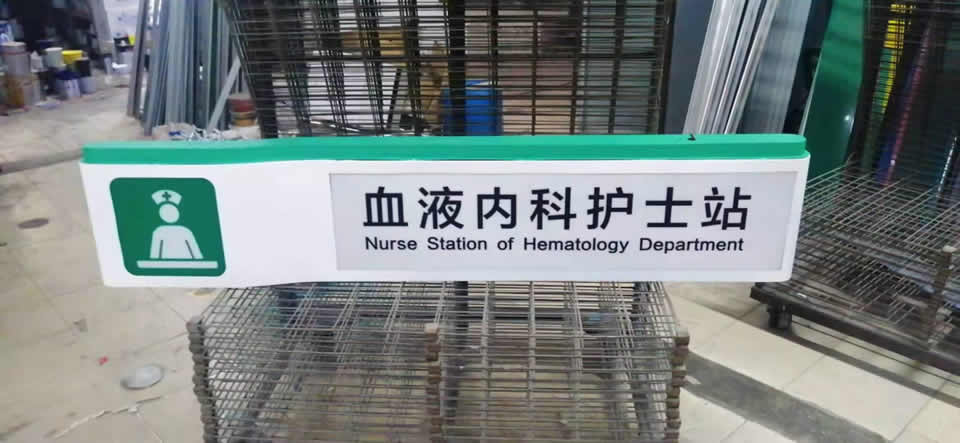 血液内科护士站
Nurse Station of Hematology Department